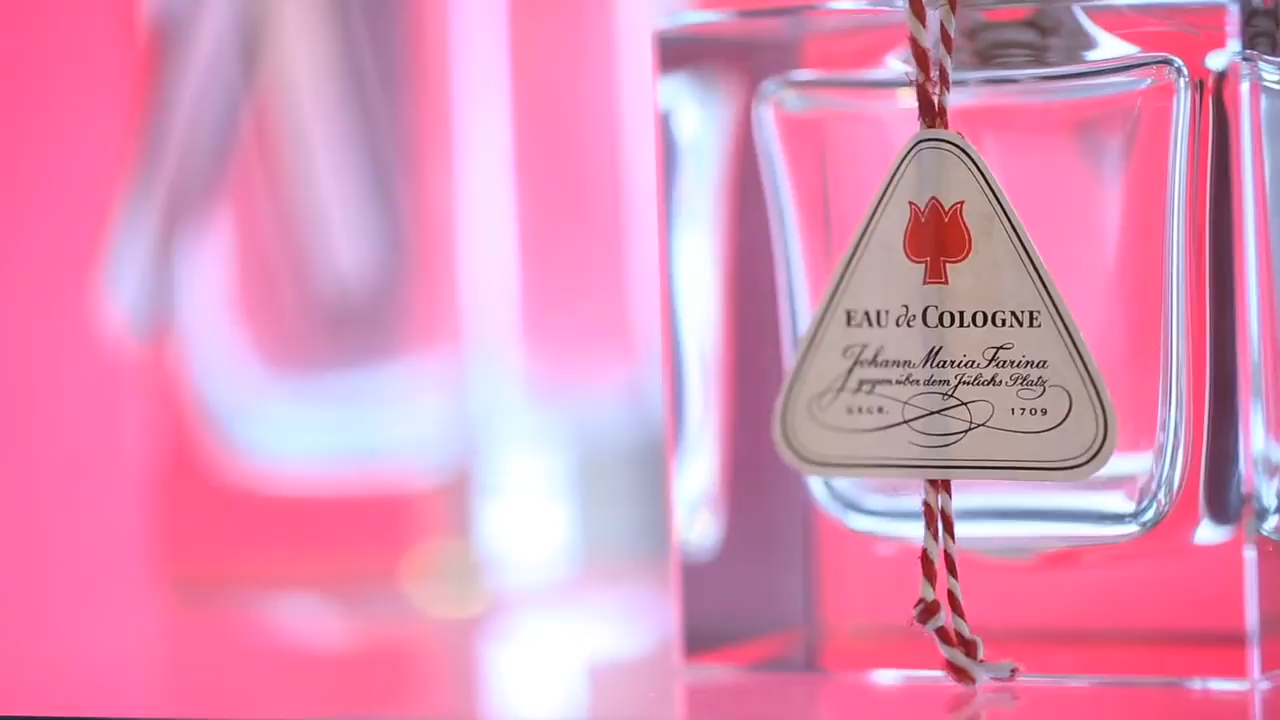 EAU de COLOGNE
Johann Maria Farina
gegenüber dem Jülichs Platz
GEGR. 1709